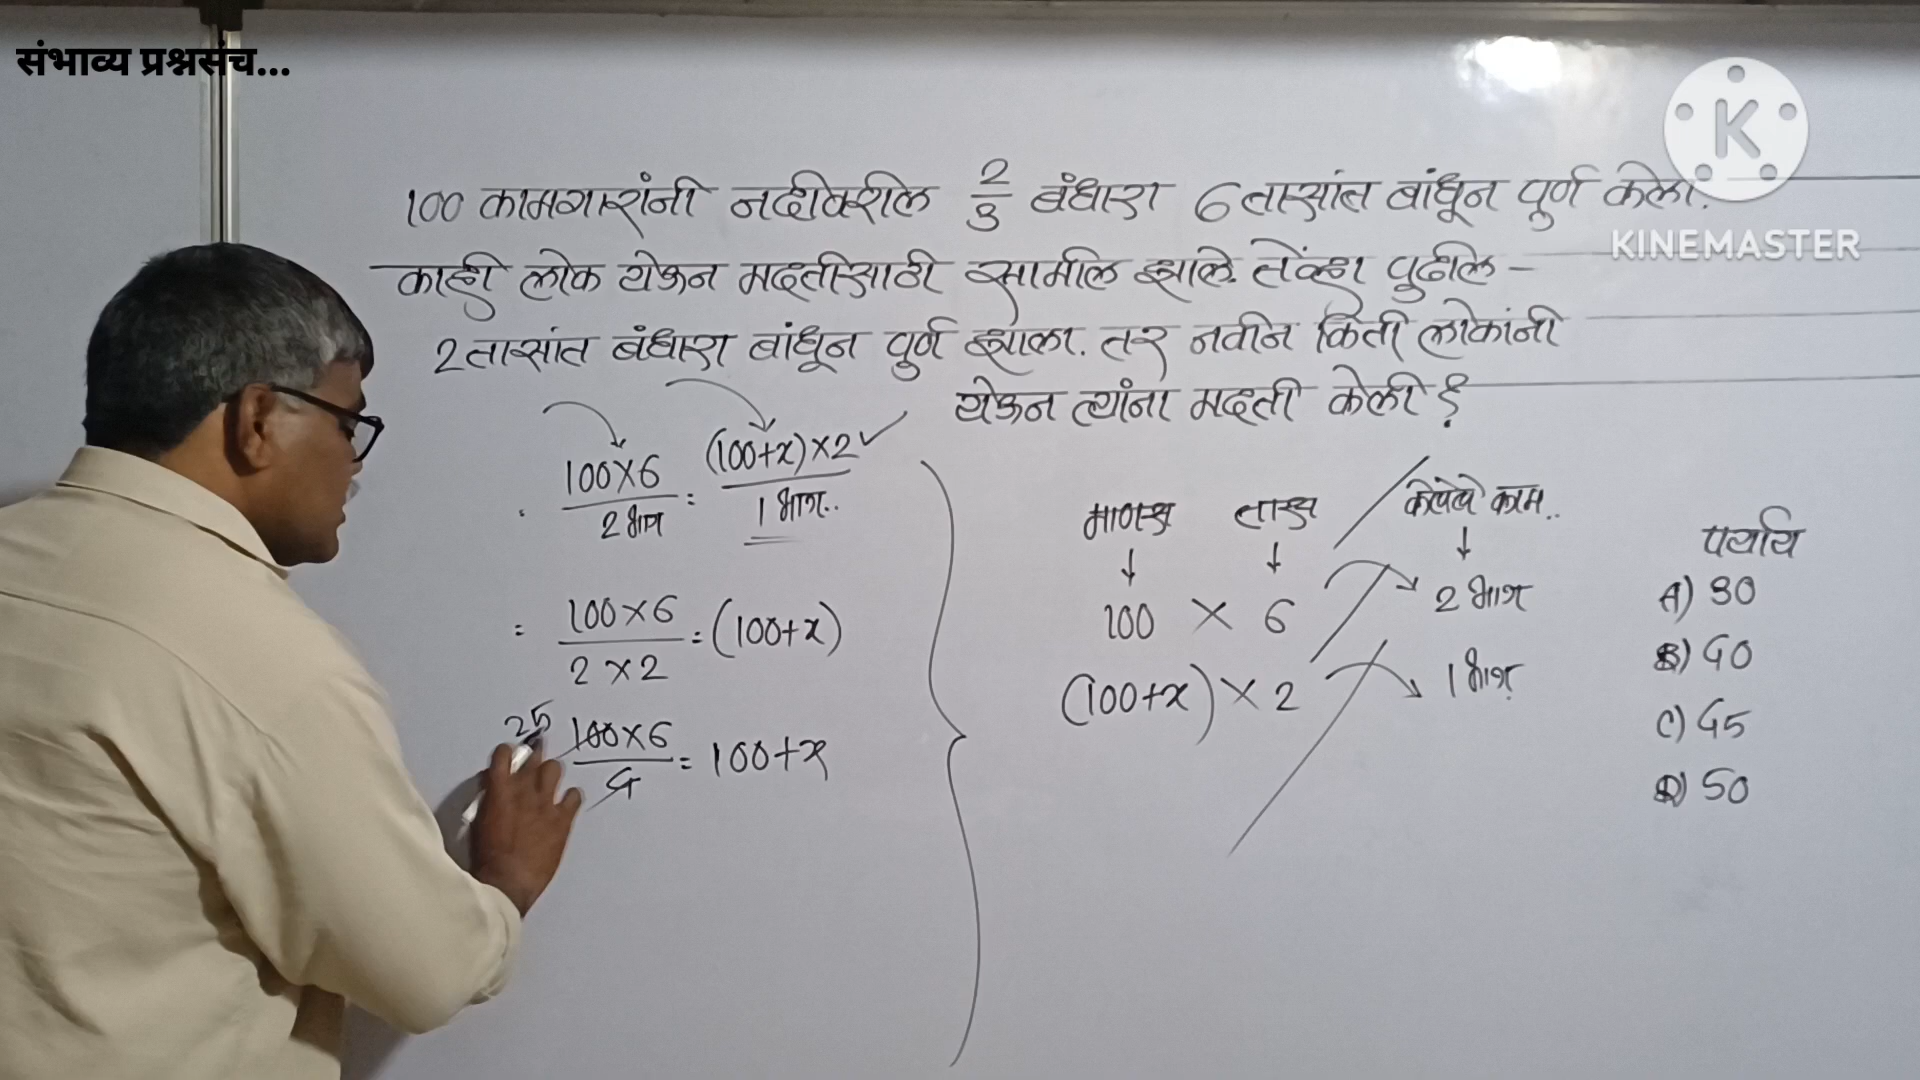 संभाव्य प्रश्नसंच...
KINEMASTER
100 कामगारांनी नदीवरील 2/3 बंधारा 6 तासांत बांधून पुर्ण केला.
काही लोक येऊन मदतीसाठी सामील झाले. तेंव्हा पुढील -
2 तासांत बंधारा बांधून पुर्ण झाला. तर नवीन किती लोकांनी
येऊन त्यांना मदती केली?
100×6/2 भाग = (100+x)×2/1 भाग.. ✓
= 100×6/2×2 = (100+x)
25 100×6/4 = 100+x
माणस तास / केलेले काम..
↓ ↓ ↓
100 × 6 → 2 भाग
(100+x) × 2 → 1 भाग
पर्याय
A) 30
B) 40
C) 45
D) 50